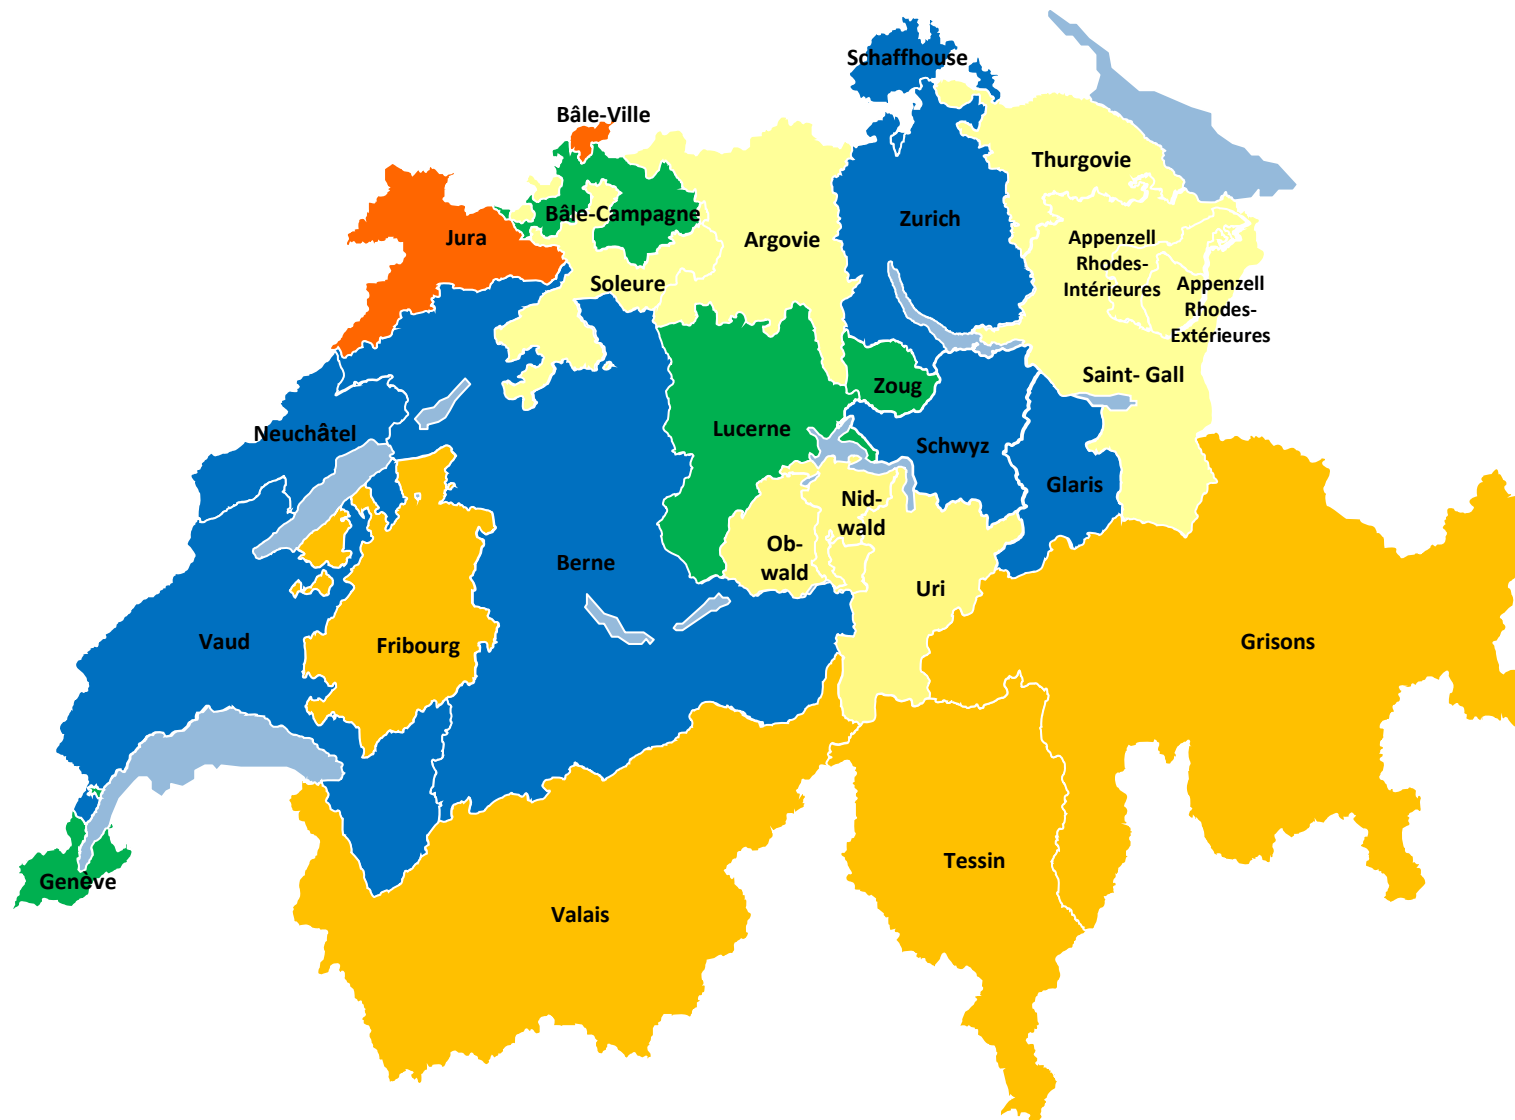 Schaffhouse
Bâle-Ville
Thurgovie
Bâle-Campagne
Zurich
Jura
Argovie
Appenzell
Rhodes-
Intérieures
Soleure
Appenzell
Rhodes-
Extérieures
Saint- Gall
Zoug
Neuchâtel
Lucerne
Schwyz
Glaris
Nid-
wald
Ob-
wald
Berne
Uri
Vaud
Fribourg
Grisons
Tessin
Genève
Valais